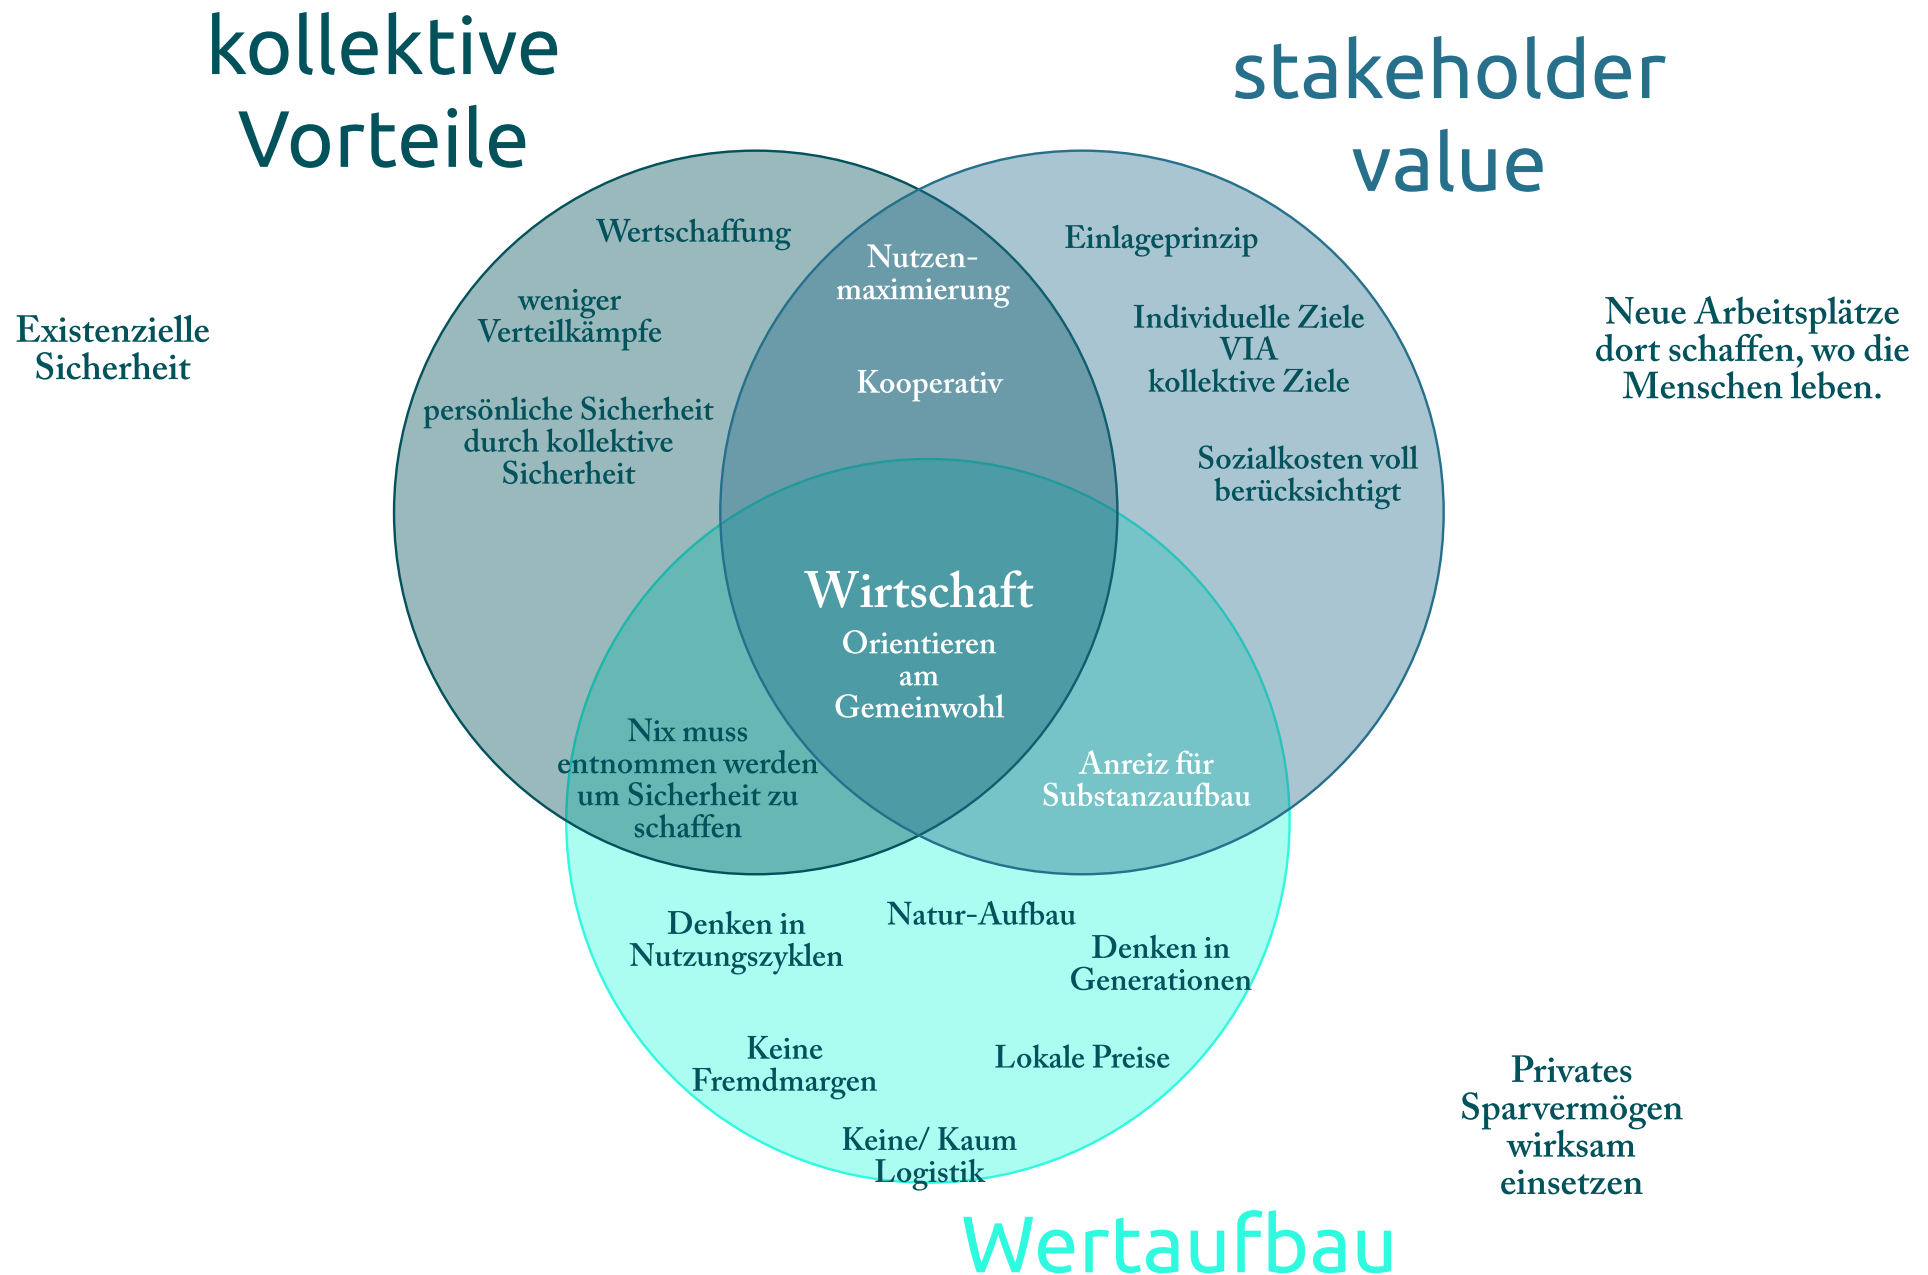 kollektive
Vorteile
stakeholder
value
Wertschaffung
weniger
Verteilkämpfe
persönliche Sicherheit
durch kollektive
Sicherheit
Nutzen-
maximierung
Kooperativ
Einlageprinzip
Individuelle Ziele
VIA
kollektive Ziele
Sozialkosten voll
berücksichtigt
Existenzielle
Sicherheit
Neue Arbeitsplätze
dort schaffen, wo die
Menschen leben.
Wirtschaft
Orientieren
am
Gemeinwohl
Nix muss
entnommen werden
um Sicherheit zu
schaffen
Anreiz für
Substanzaufbau
Denken in
Nutzungszyklen
Natur-Aufbau
Denken in
Generationen
Keine
Fremdmargen
Lokale Preise
Keine/ Kaum
Logistik
Privates
Sparvermögen
wirksam
einsetzen
Wertaufbau